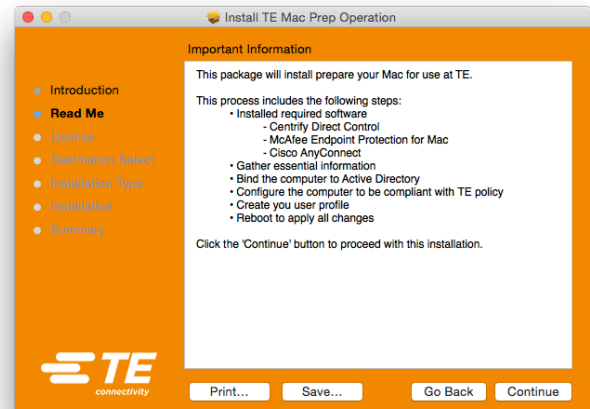 Install TE Mac Prep Operation
Important Information
Introduction
Read Me
License
Destination Select
Installation Type
Installation
Summary
This package will install prepare your Mac for use at TE.
This process includes the following steps:
• Installed required software
- Centrify Direct Control
- McAfee Endpoint Protection for Mac
- Cisco AnyConnect
• Gather essential information
• Bind the computer to Active Directory
• Configure the computer to be compliant with TE policy
• Create you user profile
• Reboot to apply all changes
Click the 'Continue' button to proceed with this installation.
TE
connectivity
Print... Save... Go Back Continue